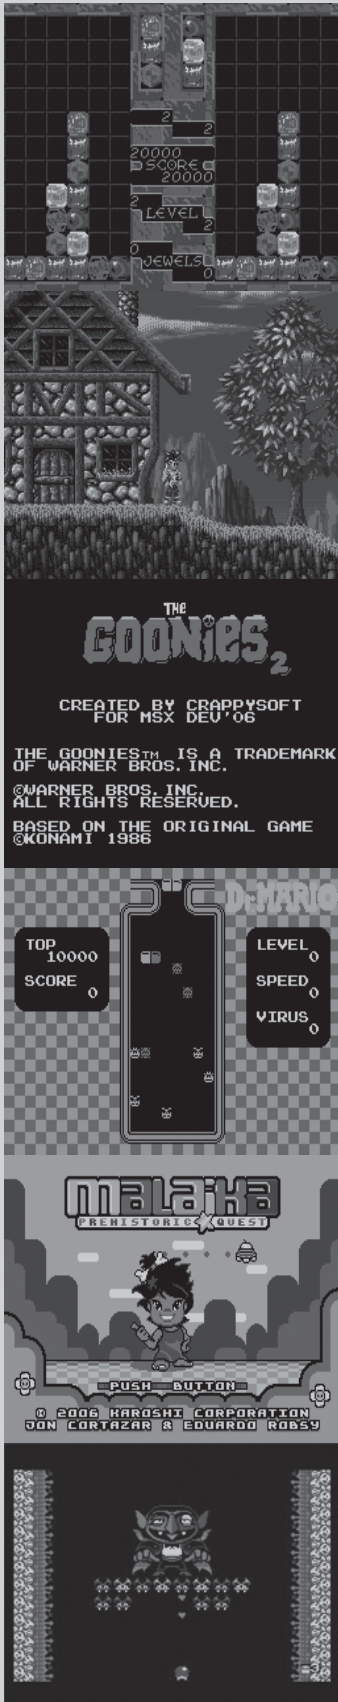 2
2
20000
SCORE
20000
2
LEVEL
2
0
JEWELS
0
THE
GOONIES
2
CREATED BY CRAPPYSOFT
FOR MSX DEV'06
THE GOONIES™ IS A TRADEMARK
OF WARNER BROS. INC.
©WARNER BROS. INC.
ALL RIGHTS RESERVED.
BASED ON THE ORIGINAL GAME
©KONAMI 1986
Dr.MARIO
TOP
10000
SCORE
0
LEVEL
0
SPEED
0
VIRUS
0
MALAIKA
PREHISTORIC QUEST
PUSH BUTTON
© 2006 KAROSHI CORPORATION
JON CORTAZAR & EDUARDO ROBSY
=3